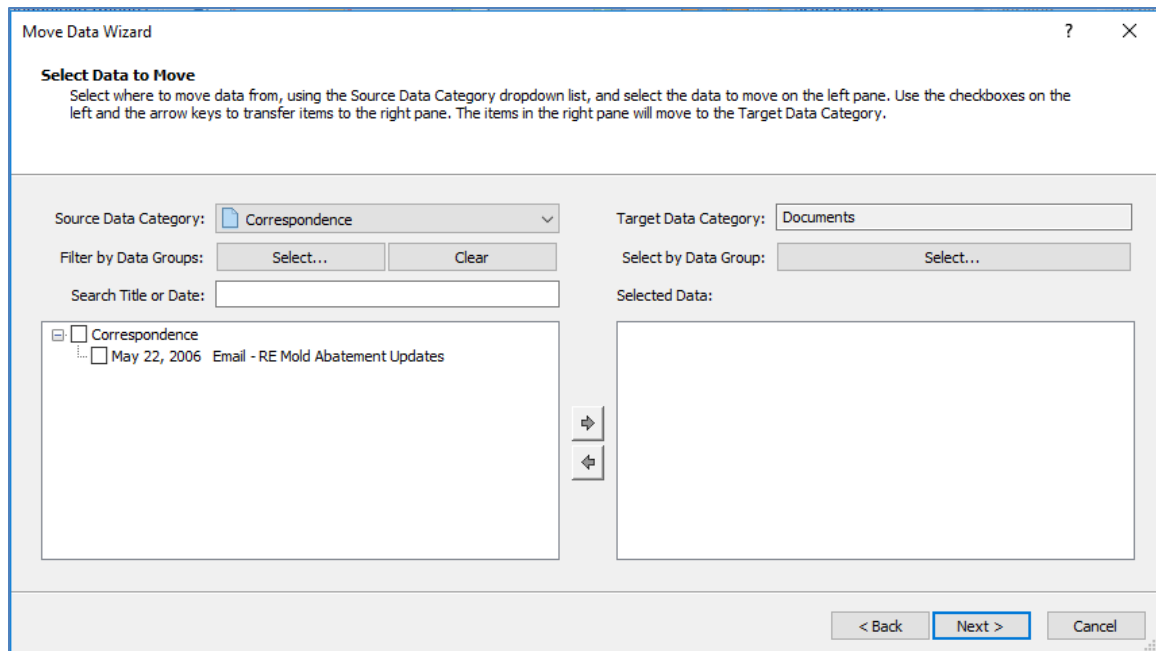 Move Data Wizard
?
Select Data to Move
Select where to move data from, using the Source Data Category dropdown list, and select the data to move on the left pane. Use the checkboxes on the
left and the arrow keys to transfer items to the right pane. The items in the right pane will move to the Target Data Category.
Source Data Category: Correspondence
Target Data Category: Documents
Filter by Data Groups: Select... Clear
Select by Data Group: Select...
Search Title or Date:
Selected Data:
Correspondence
May 22, 2006 Email - RE Mold Abatement Updates
< Back Next > Cancel